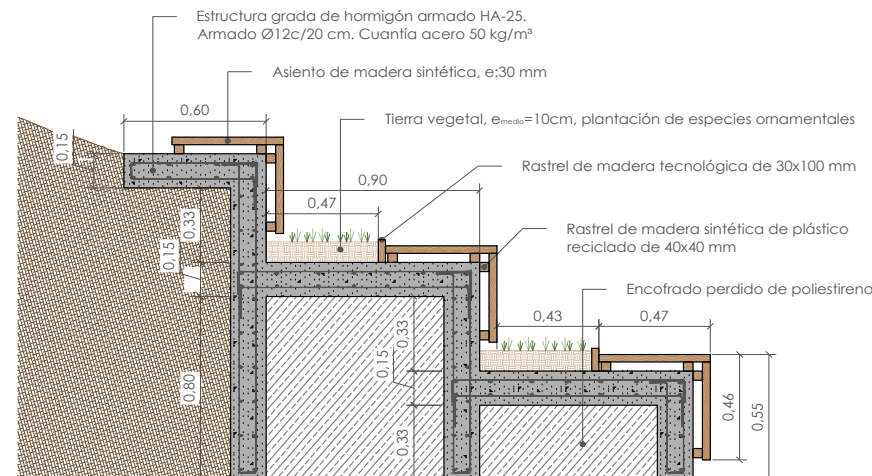 Estructura grada de hormigón armado HA-25.
Armado Ø12c/20 cm. Cuantía acero 50 kg/m³
Asiento de madera sintética, e:30 mm
0,60
Tierra vegetal, emedio=10cm, plantación de especies ornamentales
0,15
Rastrel de madera tecnológica de 30x100 mm
0,90
0,47
Rastrel de madera sintética de plástico
reciclado de 40x40 mm
0,33
0,15
Encofrado perdido de poliestireno
0,43
0,47
0,33
0,15
0,80
0,46
0,55
0,33